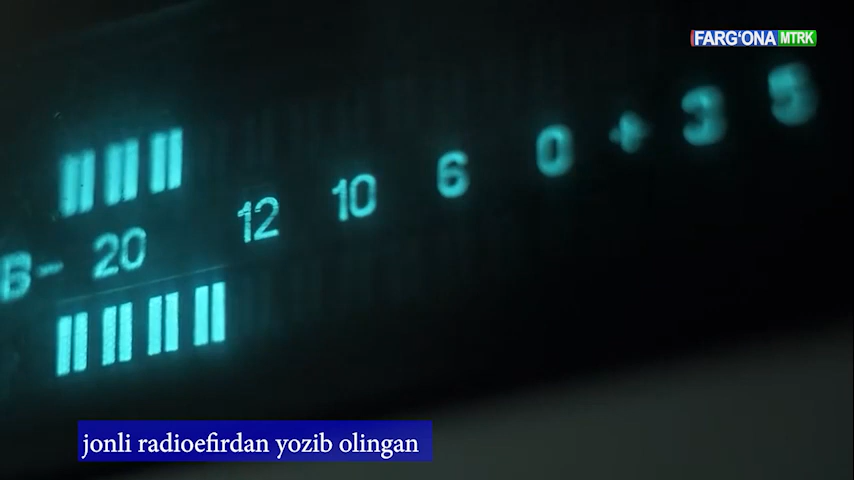 FARG‘ONA MTRK
Б- 20 12 10 6 0 + 3 5
jonli radioefirdan yozib olingan